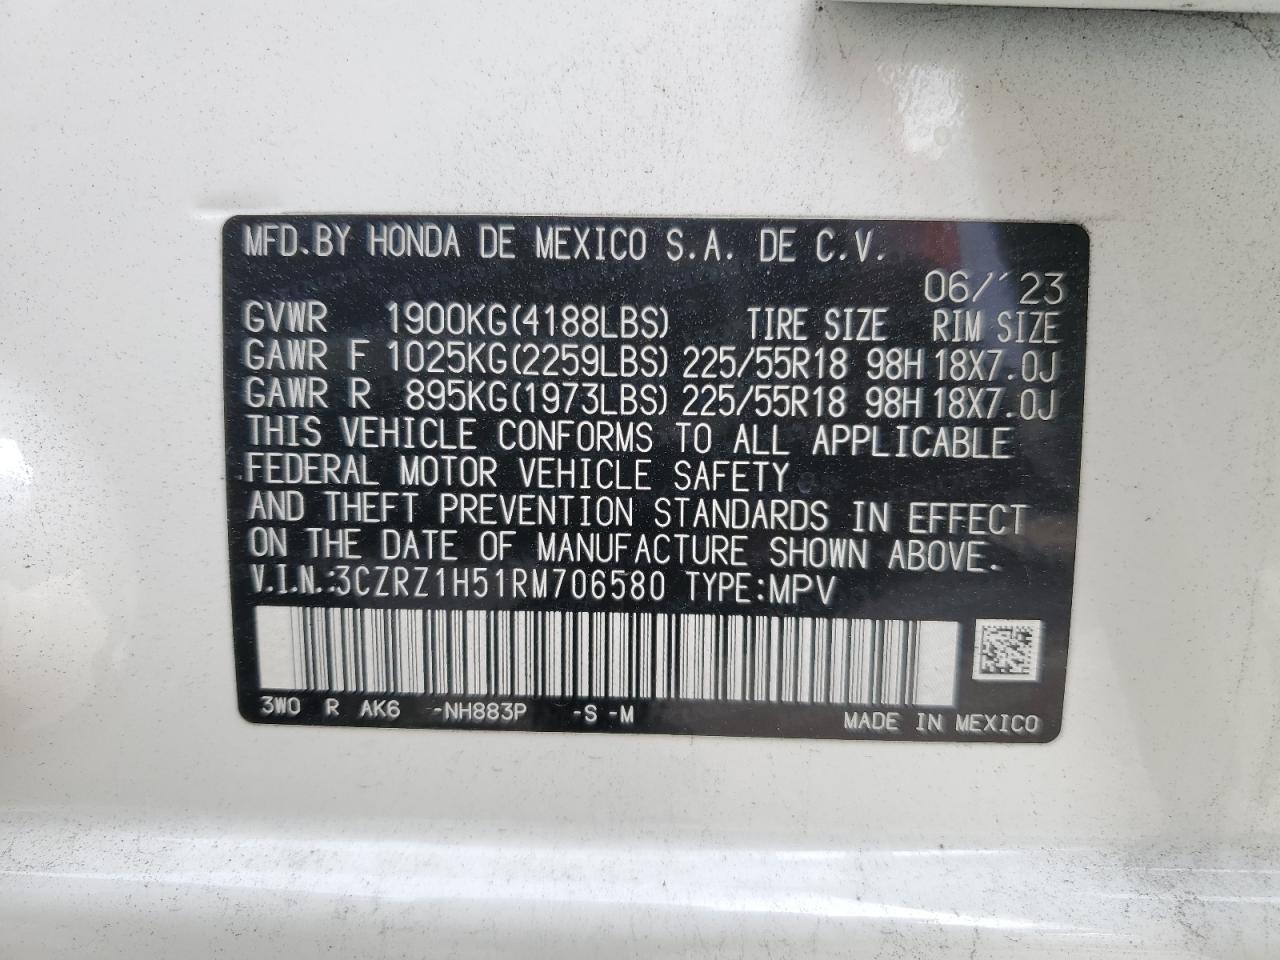 MFD.BY HONDA DE MEXICO S.A. DE C.V.
06/'23
GVWR 1900KG(4188LBS) TIRE SIZE RIM SIZE
GAWR F 1025KG(2259LBS) 225/55R18 98H 18X7.0J
GAWR R 895KG(1973LBS) 225/55R18 98H 18X7.0J
THIS VEHICLE CONFORMS TO ALL APPLICABLE
FEDERAL MOTOR VEHICLE SAFETY
AND THEFT PREVENTION STANDARDS IN EFFECT
ON THE DATE OF MANUFACTURE SHOWN ABOVE.
V.I.N.:3CZRZ1H51RM706580 TYPE:MPV
3W0 R AK6 -NH883P -S -M MADE IN MEXICO